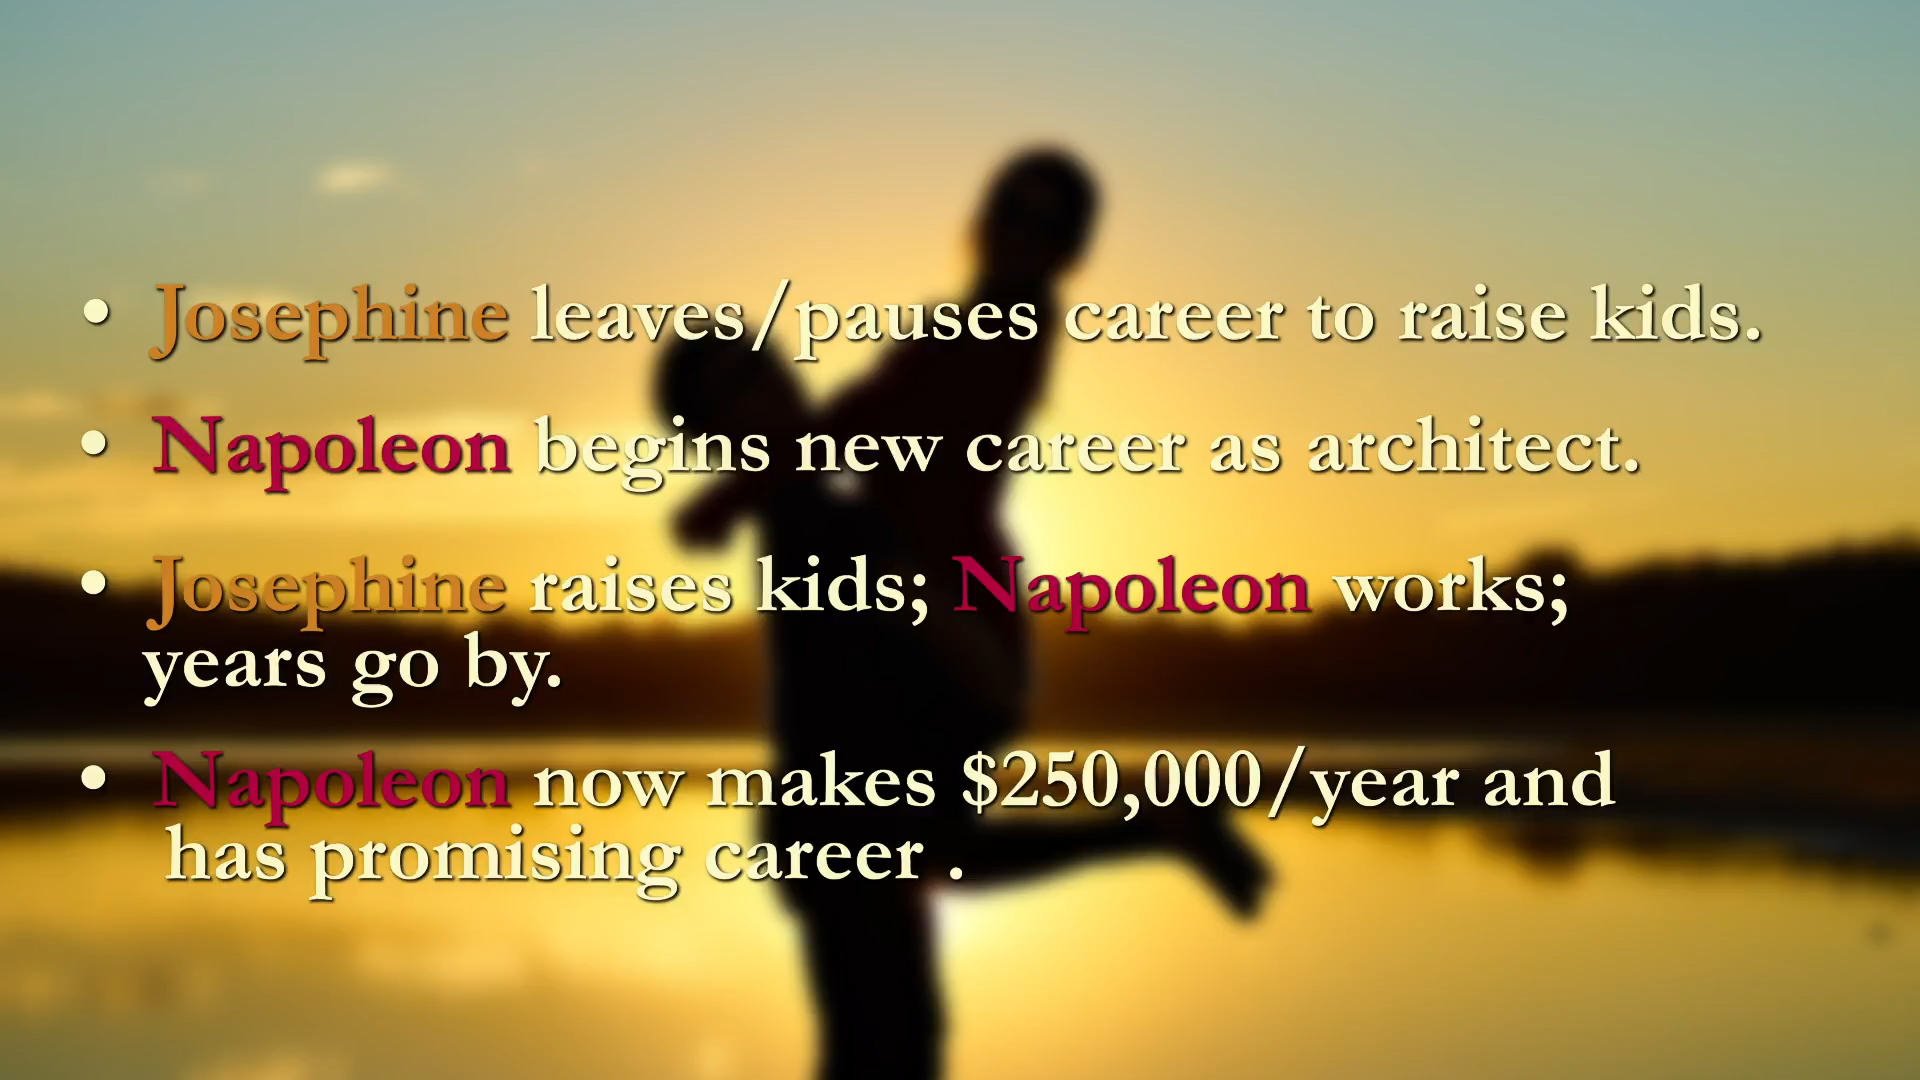 • Josephine leaves/pauses career to raise kids.
• Napoleon begins new career as architect.
• Josephine raises kids; Napoleon works;
years go by.
• Napoleon now makes $250,000/year and
has promising career .